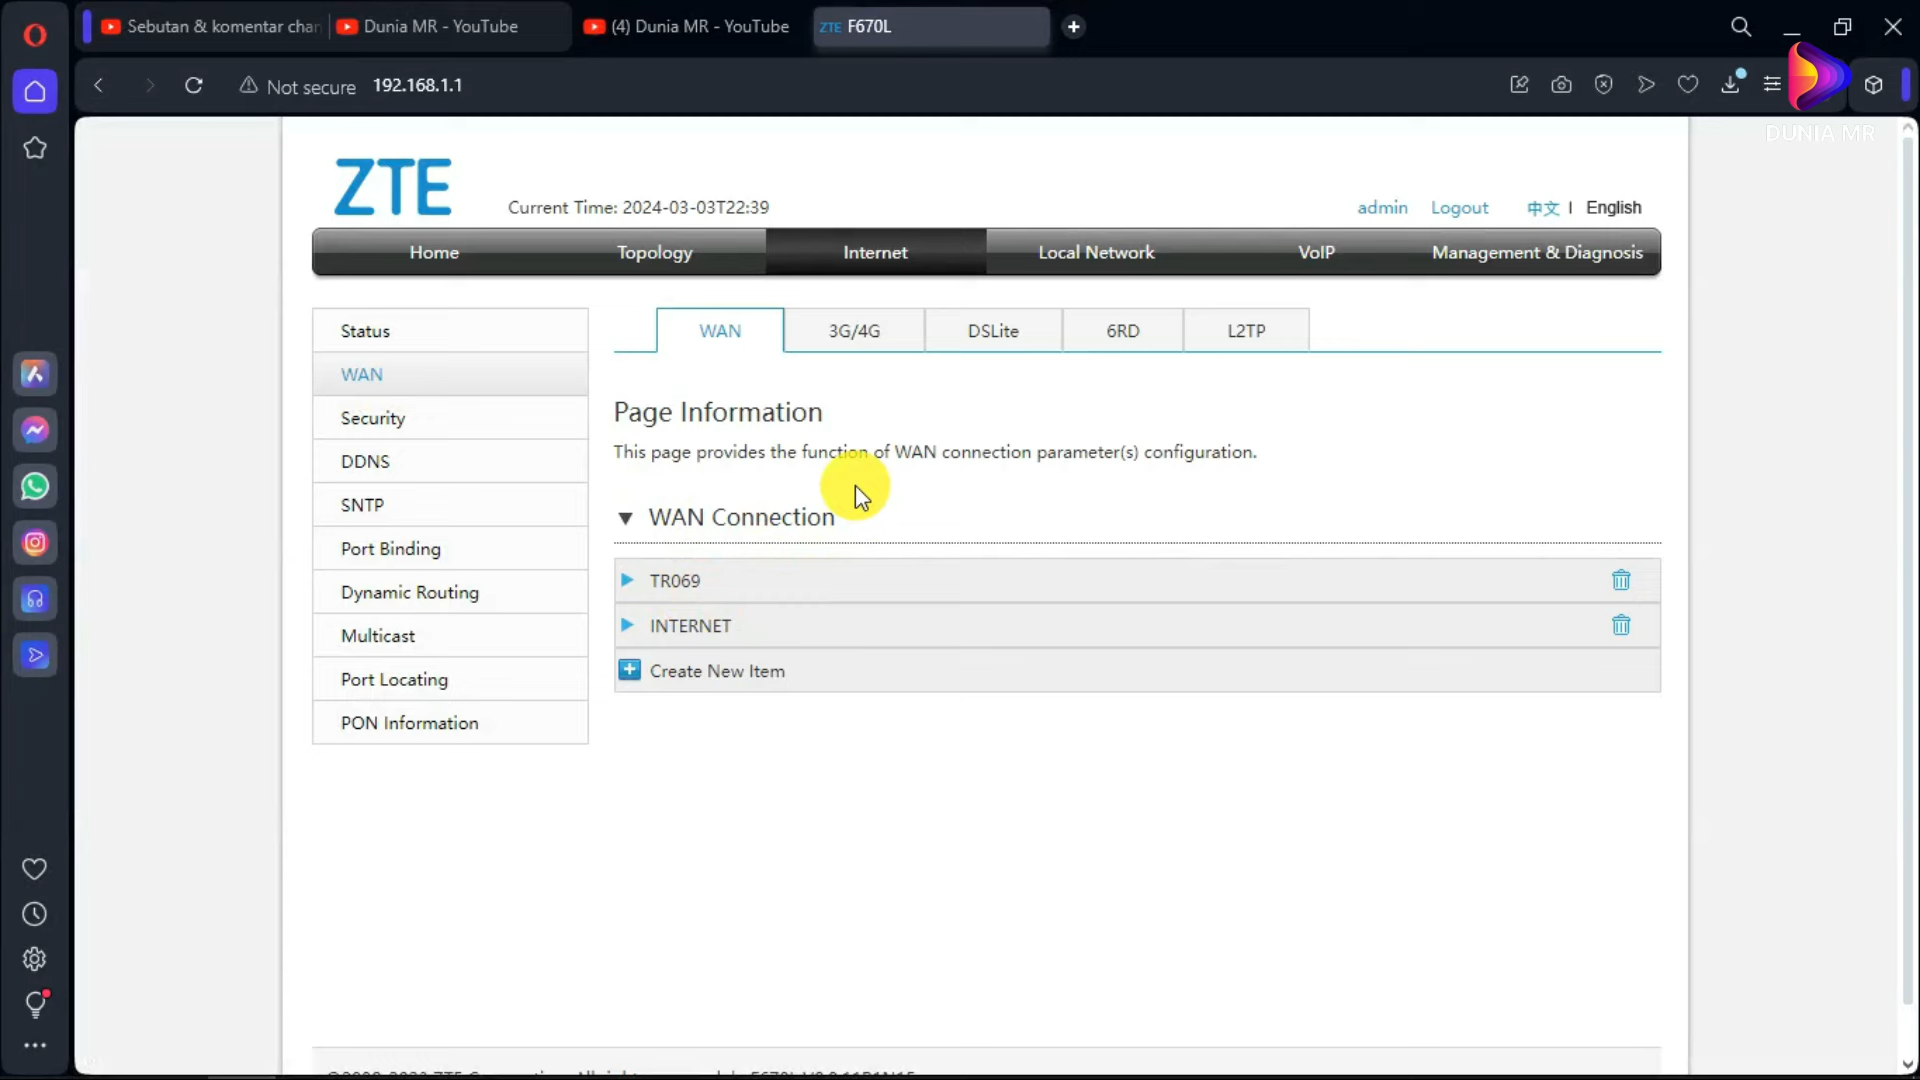 Sebutan & komentar chan
Dunia MR - YouTube
(4) Dunia MR - YouTube
ZTE F670L
Not secure 192.168.1.1
DUNIA MR
ZTE
Current Time: 2024-03-03T22:39
admin Logout 中文 | English
Home Topology Internet Local Network VoIP Management & Diagnosis
Status
WAN
Security
DDNS
SNTP
Port Binding
Dynamic Routing
Multicast
Port Locating
PON Information
WAN 3G/4G DSLite 6RD L2TP
Page Information
This page provides the function of WAN connection parameter(s) configuration.
WAN Connection
TR069
INTERNET
Create New Item